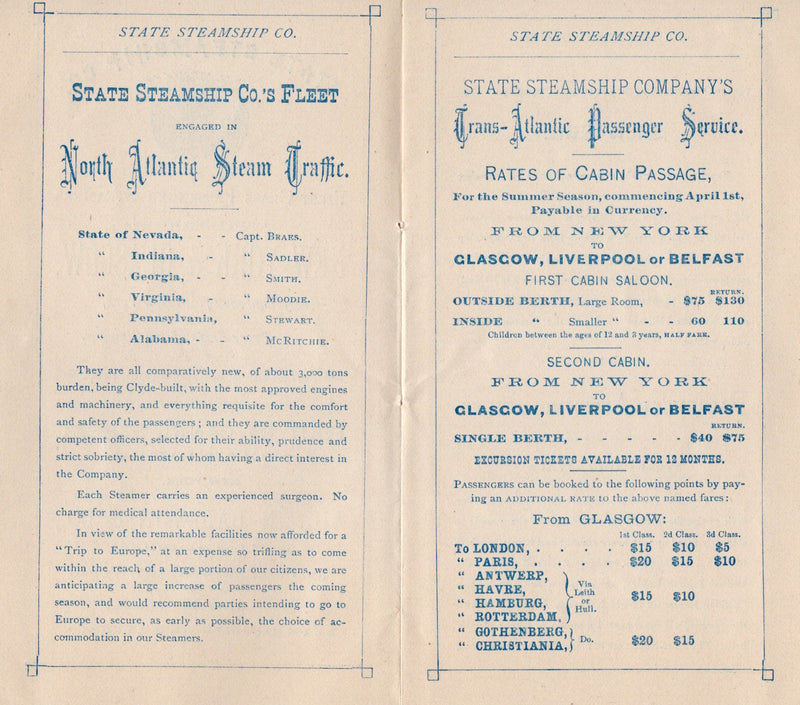 STATE STEAMSHIP CO.
STATE STEAMSHIP CO.'S FLEET
ENGAGED IN
North Atlantic Steam Traffic.
State of Nevada, - - Capt. BRAES.
“ Indiana, - “ SADLER.
“ Georgia, - - “ SMITH.
“ Virginia, - “ MOODIE.
“ Pennsylvania, “ STEWART.
“ Alabama, - - “ MCRITCHIE.
They are all comparatively new, of about 3,000 tons
burden, being Clyde-built, with the most approved engines
and machinery, and everything requisite for the comfort
and safety of the passengers ; and they are commanded by
competent officers, selected for their ability, prudence and
strict sobriety, the most of whom having a direct interest in
the Company.
Each Steamer carries an experienced surgeon. No
charge for medical attendance.
In view of the remarkable facilities now afforded for a
“Trip to Europe,” at an expense so trifling as to come
within the reach of a large portion of our citizens, we are
anticipating a large increase of passengers the coming
season, and would recommend parties intending to go to
Europe to secure, as early as possible, the choice of ac-
commodation in our Steamers.
STATE STEAMSHIP CO.
STATE STEAMSHIP COMPANY'S
Trans-Atlantic Passenger Service.
RATES OF CABIN PASSAGE,
For the Summer Season, commencing April 1st,
Payable in Currency.
FROM NEW YORK
TO
GLASGOW, LIVERPOOL or BELFAST
FIRST CABIN SALOON.
RETURN.
OUTSIDE BERTH, Large Room, - $75 $130
INSIDE “ Smaller “ - - 60 110
Children between the ages of 12 and 3 years, HALF FARE.
SECOND CABIN.
FROM NEW YORK
TO
GLASGOW, LIVERPOOL or BELFAST
RETURN.
SINGLE BERTH, - - - - - $40 $75
EXCURSION TICKETS AVAILABLE FOR 12 MONTHS.
PASSENGERS can be booked to the following points by pay-
ing an ADDITIONAL RATE to the above named fares:
From GLASGOW:
1st Class. 2d Class. 3d Class.
To LONDON, . . . . $15 $10 $5
“ PARIS, . . . . $20 $15 $10
“ ANTWERP,
“ HAVRE,
“ HAMBURG,
“ ROTTERDAM,
Via
Leith
or
Hull.
$15 $10
“ GOTHENBERG,
“ CHRISTIANIA,
Do.
$20 $15